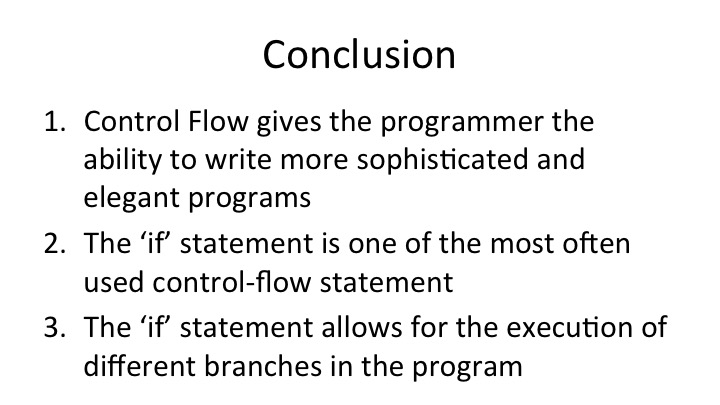 Conclusion
1. Control Flow gives the programmer the
ability to write more sophisticated and
elegant programs
2. The ‘if’ statement is one of the most often
used control-flow statement
3. The ‘if’ statement allows for the execution of
different branches in the program